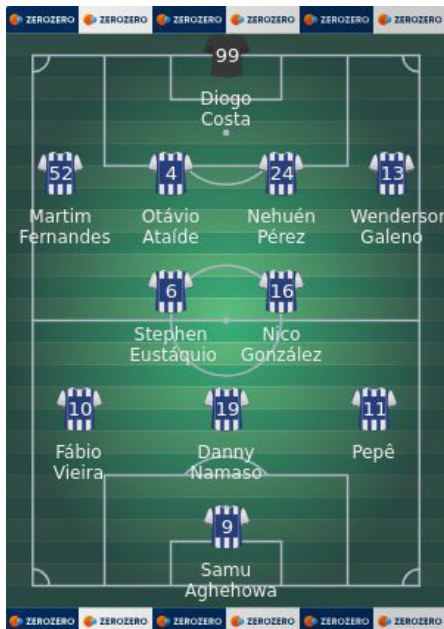 ZEROZERO ZEROZERO ZEROZERO ZEROZERO ZEROZERO ZEROZERO
99
Diogo
Costa
52 4 24 13
Martim Otávio Nehuén Wenderson
Fernandes Ataíde Pérez Galeno
6 16
Stephen Nico
Eustáquio González
10 19 11
Fábio Danny Pepê
Vieira Namaso
9
Samu
Aghehowa
ZEROZERO ZEROZERO ZEROZERO ZEROZERO ZEROZERO ZEROZERO